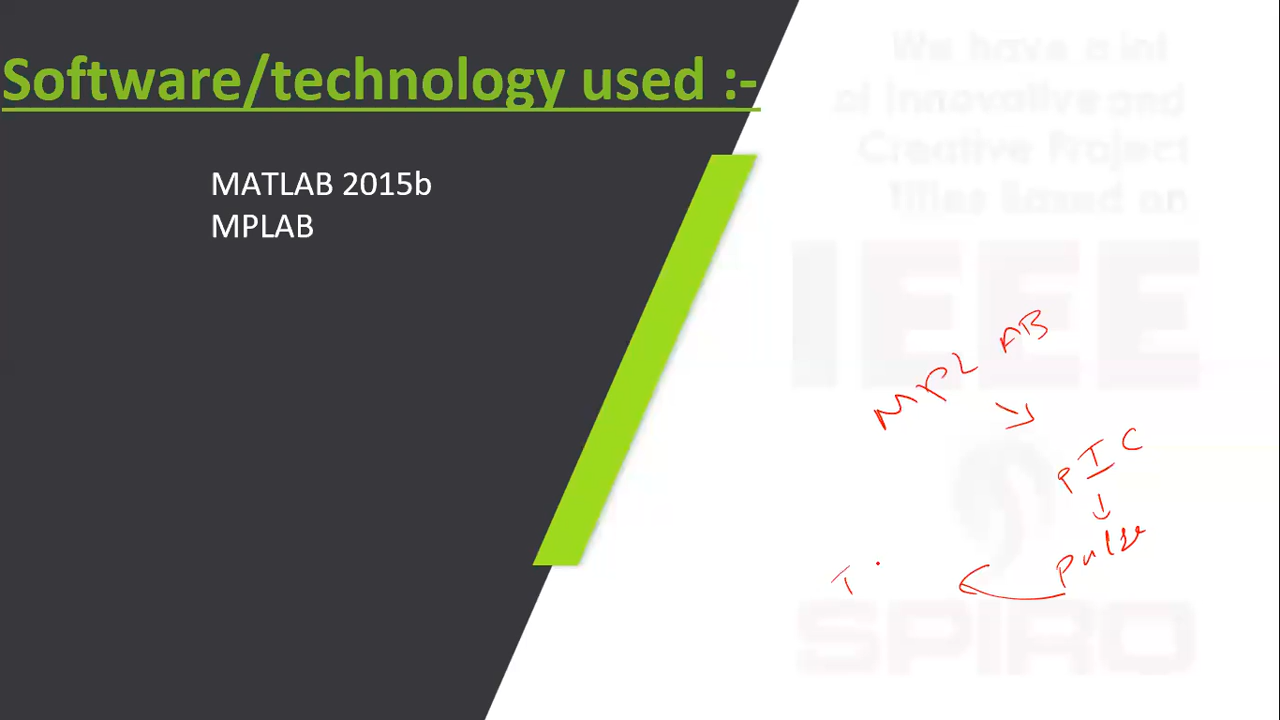 Software/technology used :-
MATLAB 2015b
MPLAB
We have a lot
of Innovative and
Creative Project
Titles Based on
IEEE
MPLAB
PIC
pulse
T
SPIRO